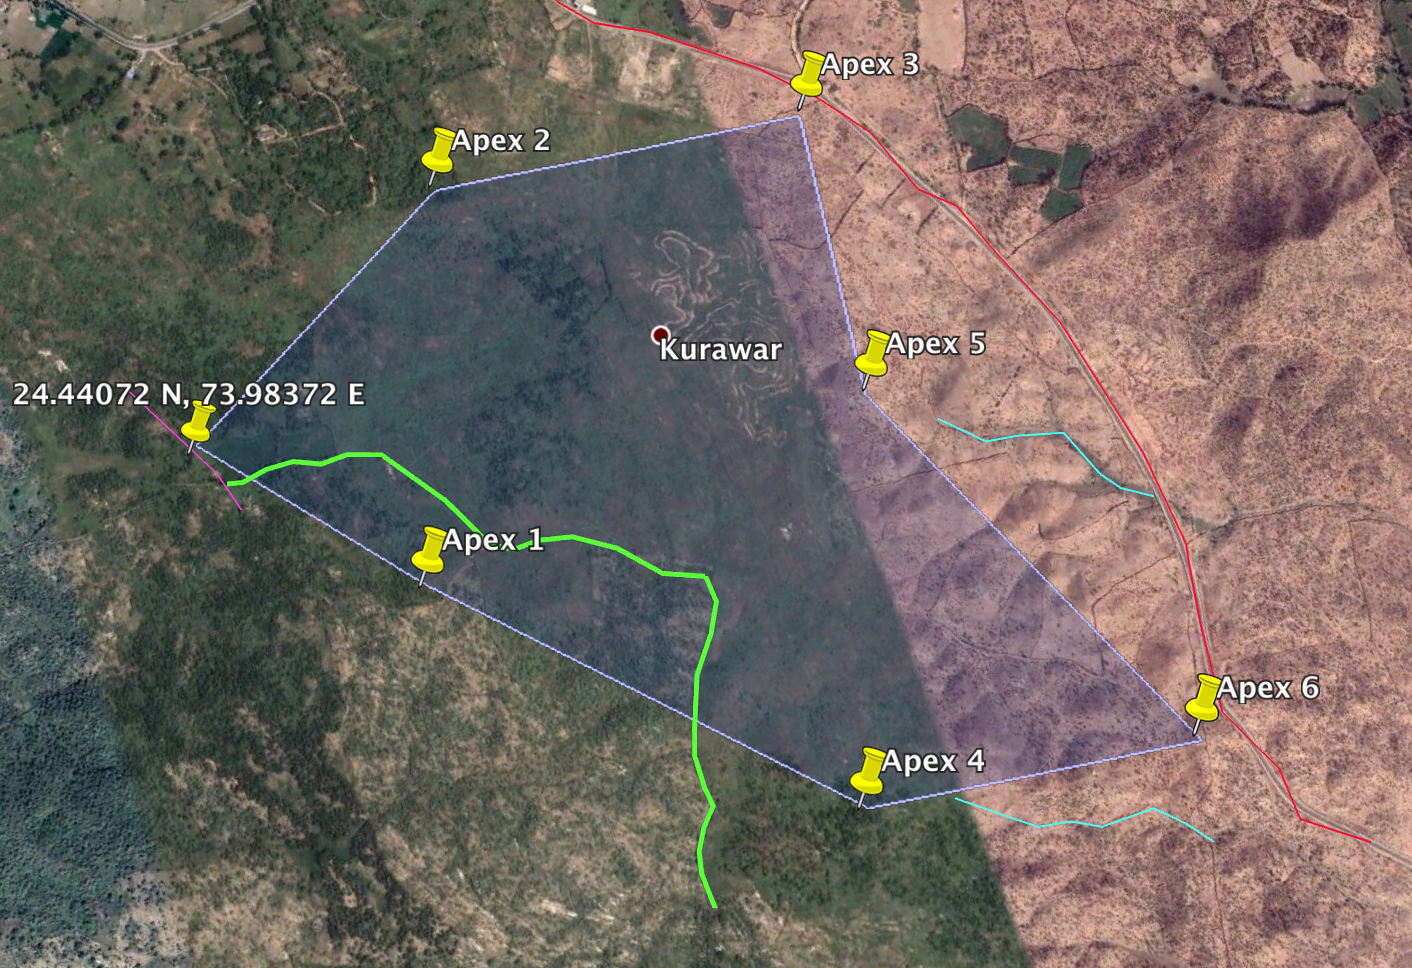 Apex 3
Apex 2
Apex 5
Kurawar
24.44072 N, 73.98372 E
Apex 1
Apex 6
Apex 4